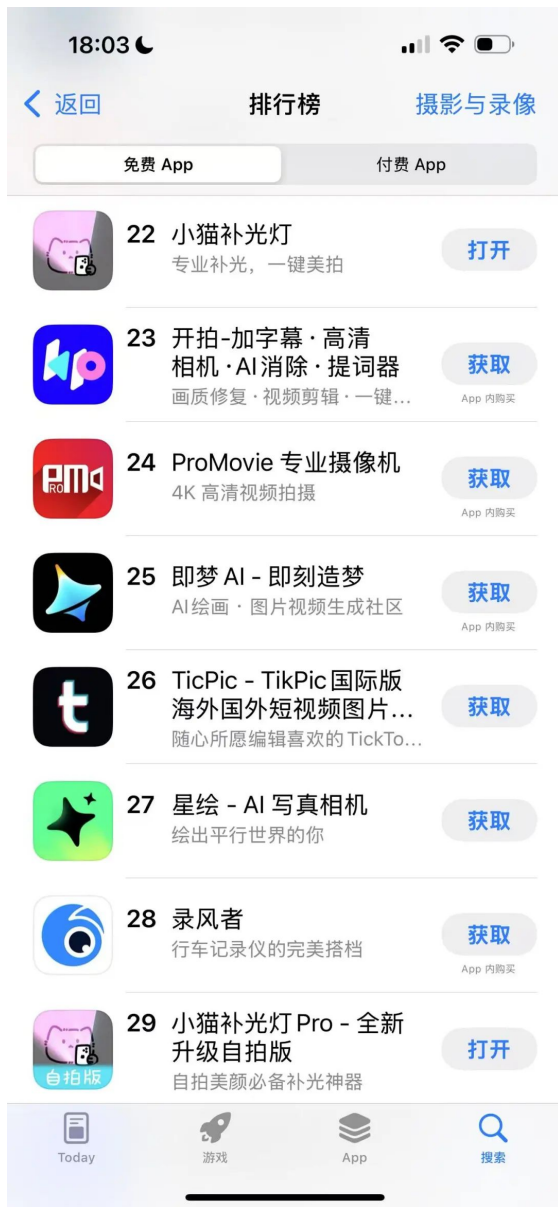 18:03
返回
排行榜
摄影与录像
免费 App
付费 App
22 小猫补光灯
专业补光，一键美拍
打开
23 开拍-加字幕 · 高清
相机 · AI消除 · 提词器
画质修复 · 视频剪辑 · 一键...
获取
App 内购买
PRO
24 ProMovie 专业摄像机
4K 高清视频拍摄
获取
App 内购买
25 即梦 AI - 即刻造梦
AI绘画 · 图片视频生成社区
获取
App 内购买
t
26 TicPic - TikPic国际版
海外国外短视频图片...
随心所愿编辑喜欢的TickTo...
获取
27 星绘 - AI 写真相机
绘出平行世界的你
获取
28 录风者
行车记录仪的完美搭档
获取
App 内购买
自拍版
29 小猫补光灯Pro - 全新
升级自拍版
自拍美颜必备补光神器
打开
Today
游戏
App
搜索